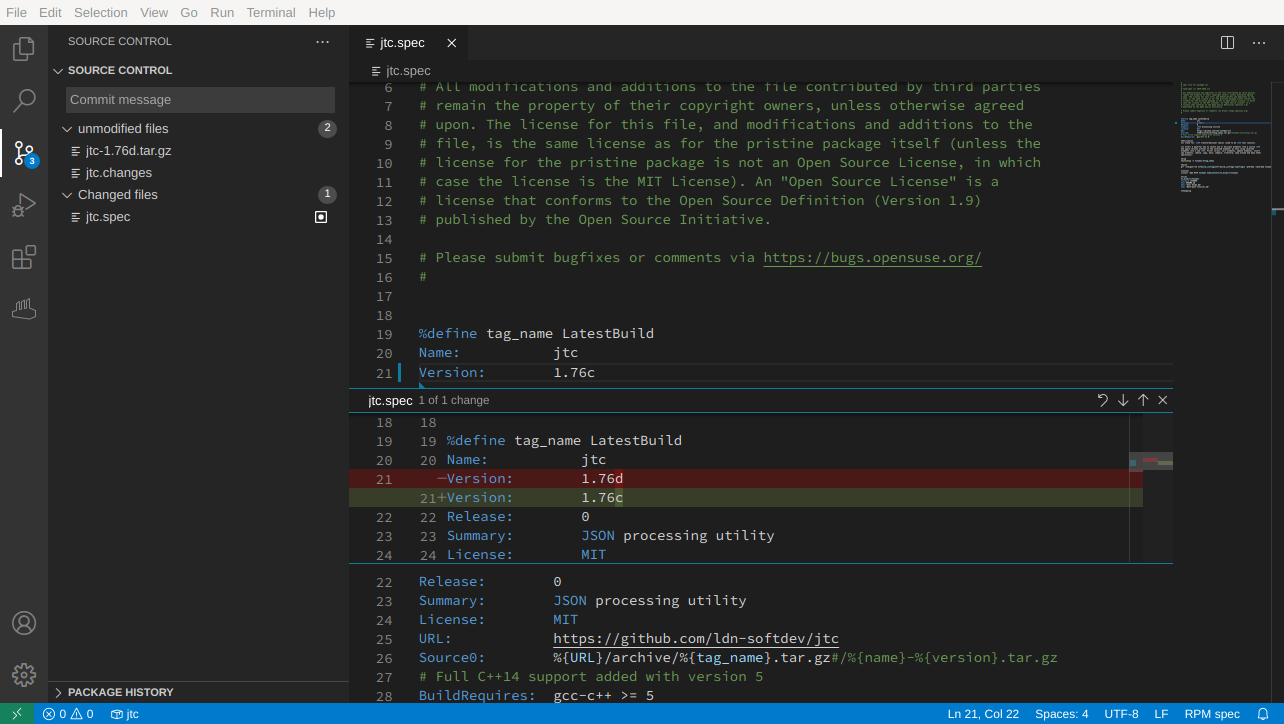 File Edit Selection View Go Run Terminal Help
SOURCE CONTROL
SOURCE CONTROL
Commit message
unmodified files 2
jtc-1.76d.tar.gz
jtc.changes
Changed files 1
jtc.spec
PACKAGE HISTORY
3
jtc.spec
jtc.spec
6 # All modifications and additions to the file contributed by third parties
7 # remain the property of their copyright owners, unless otherwise agreed
8 # upon. The license for this file, and modifications and additions to the
9 # file, is the same license as for the pristine package itself (unless the
10 # license for the pristine package is not an Open Source License, in which
11 # case the license is the MIT License). An "Open Source License" is a
12 # license that conforms to the Open Source Definition (Version 1.9)
13 # published by the Open Source Initiative.
14
15 # Please submit bugfixes or comments via https://bugs.opensuse.org/
16 #
17
18
19 %define tag_name LatestBuild
20 Name: jtc
21 Version: 1.76c
jtc.spec 1 of 1 change
18 18
19 19 %define tag_name LatestBuild
20 20 Name: jtc
21 —Version: 1.76d
21+Version: 1.76c
22 22 Release: 0
23 23 Summary: JSON processing utility
24 24 License: MIT
22 Release: 0
23 Summary: JSON processing utility
24 License: MIT
25 URL: https://github.com/ldn-softdev/jtc
26 Source0: %{URL}/archive/%{tag_name}.tar.gz#/%{name}-%{version}.tar.gz
27 # Full C++14 support added with version 5
28 BuildRequires: gcc-c++ >= 5
0 0 jtc Ln 21, Col 22 Spaces: 4 UTF-8 LF RPM spec